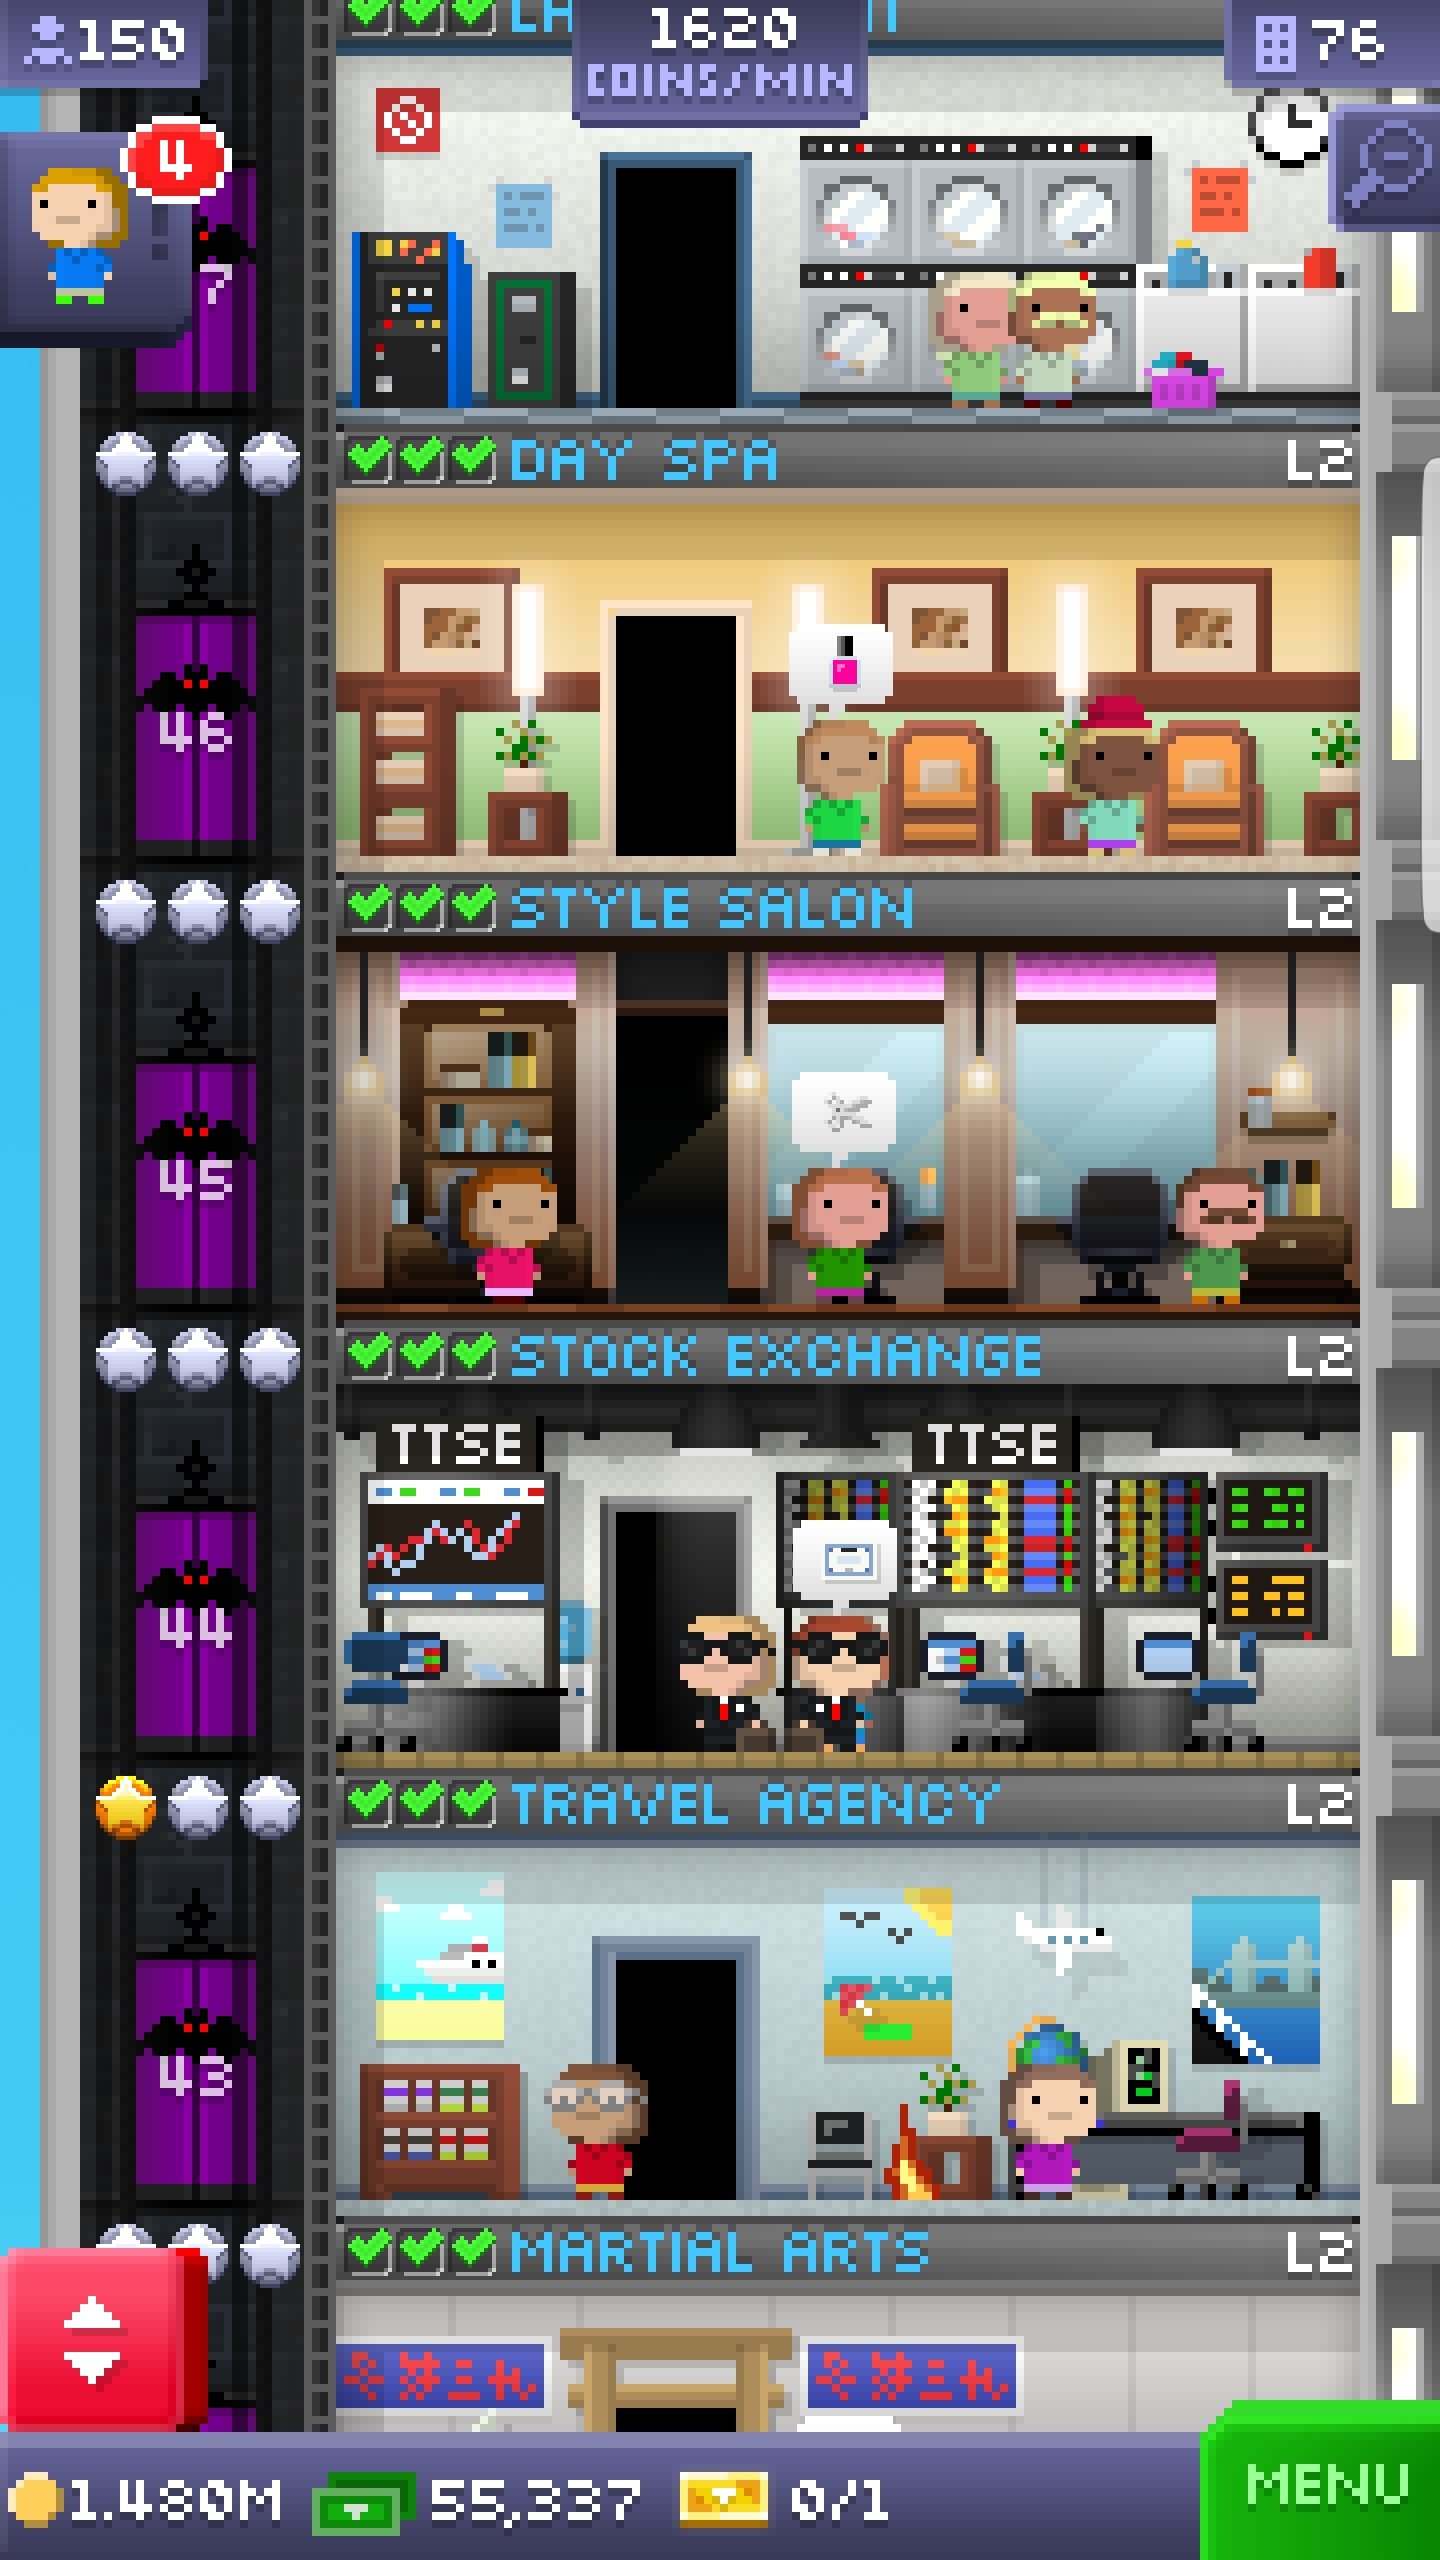 150
1620
COINS/MIN
76
4
7
DAY SPA L2
46
STYLE SALON L2
45
STOCK EXCHANGE L2
TTSE TTSE
44
TRAVEL AGENCY L2
43
MARTIAL ARTS L2
1.480M 55,337 0/1 MENU